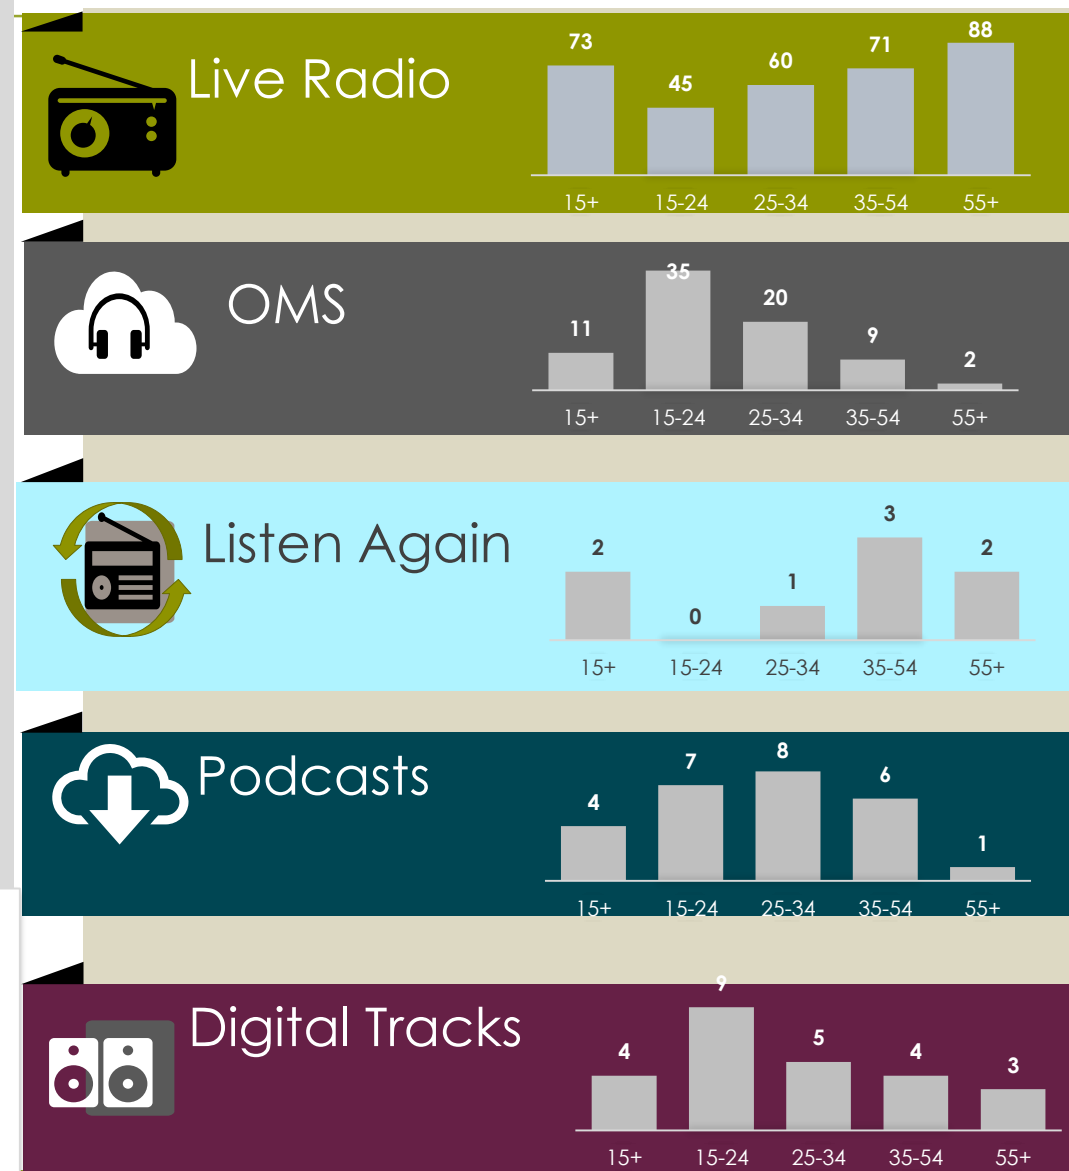 Live Radio
73 45 60 71 88
15+ 15-24 25-34 35-54 55+
OMS
11 35 20 9 2
15+ 15-24 25-34 35-54 55+
Listen Again
2 0 1 3 2
15+ 15-24 25-34 35-54 55+
Podcasts
4 7 8 6 1
15+ 15-24 25-34 35-54 55+
Digital Tracks
4 9 5 4 3
15+ 15-24 25-34 35-54 55+